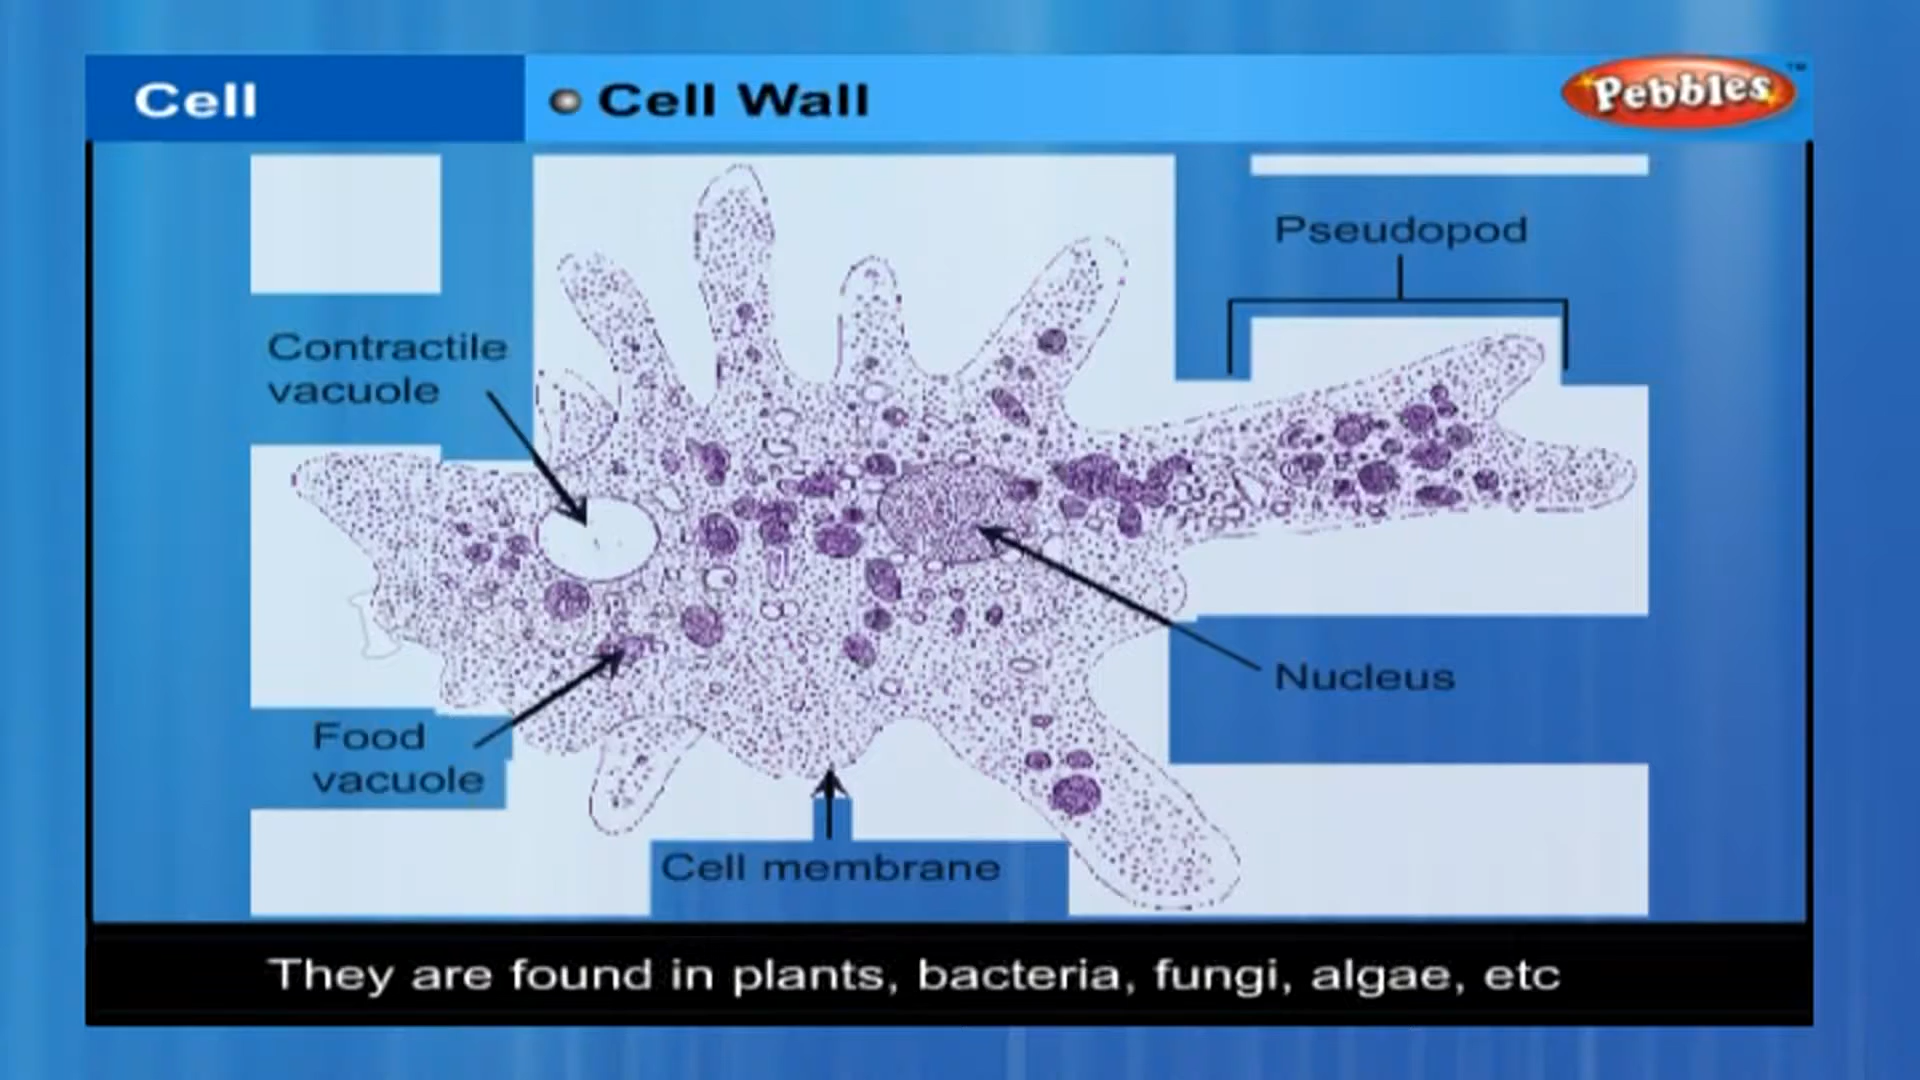 Cell
Cell Wall
Pebbles™
Pseudopod
Contractile
vacuole
Nucleus
Food
vacuole
Cell membrane
They are found in plants, bacteria, fungi, algae, etc